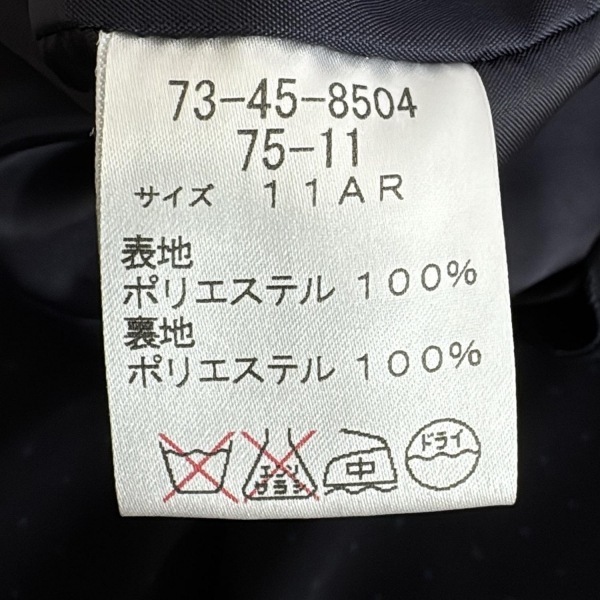 73-45-8504
75-11
サイズ 11AR
表地
ポリエステル 100%
裏地
ポリエステル 100%
エンソ
サラシ
中
ドライ